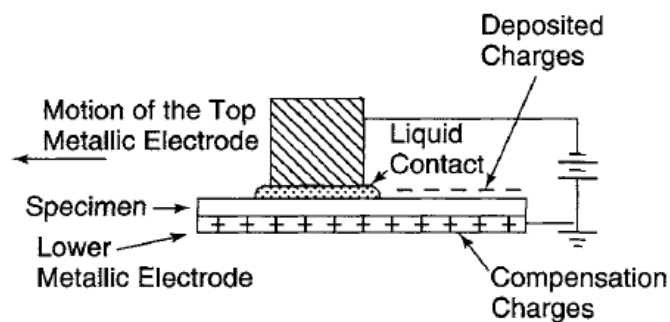 Deposited
Charges
Motion of the Top
Metallic Electrode
Liquid
Contact
Specimen
Lower
Metallic Electrode
Compensation
Charges